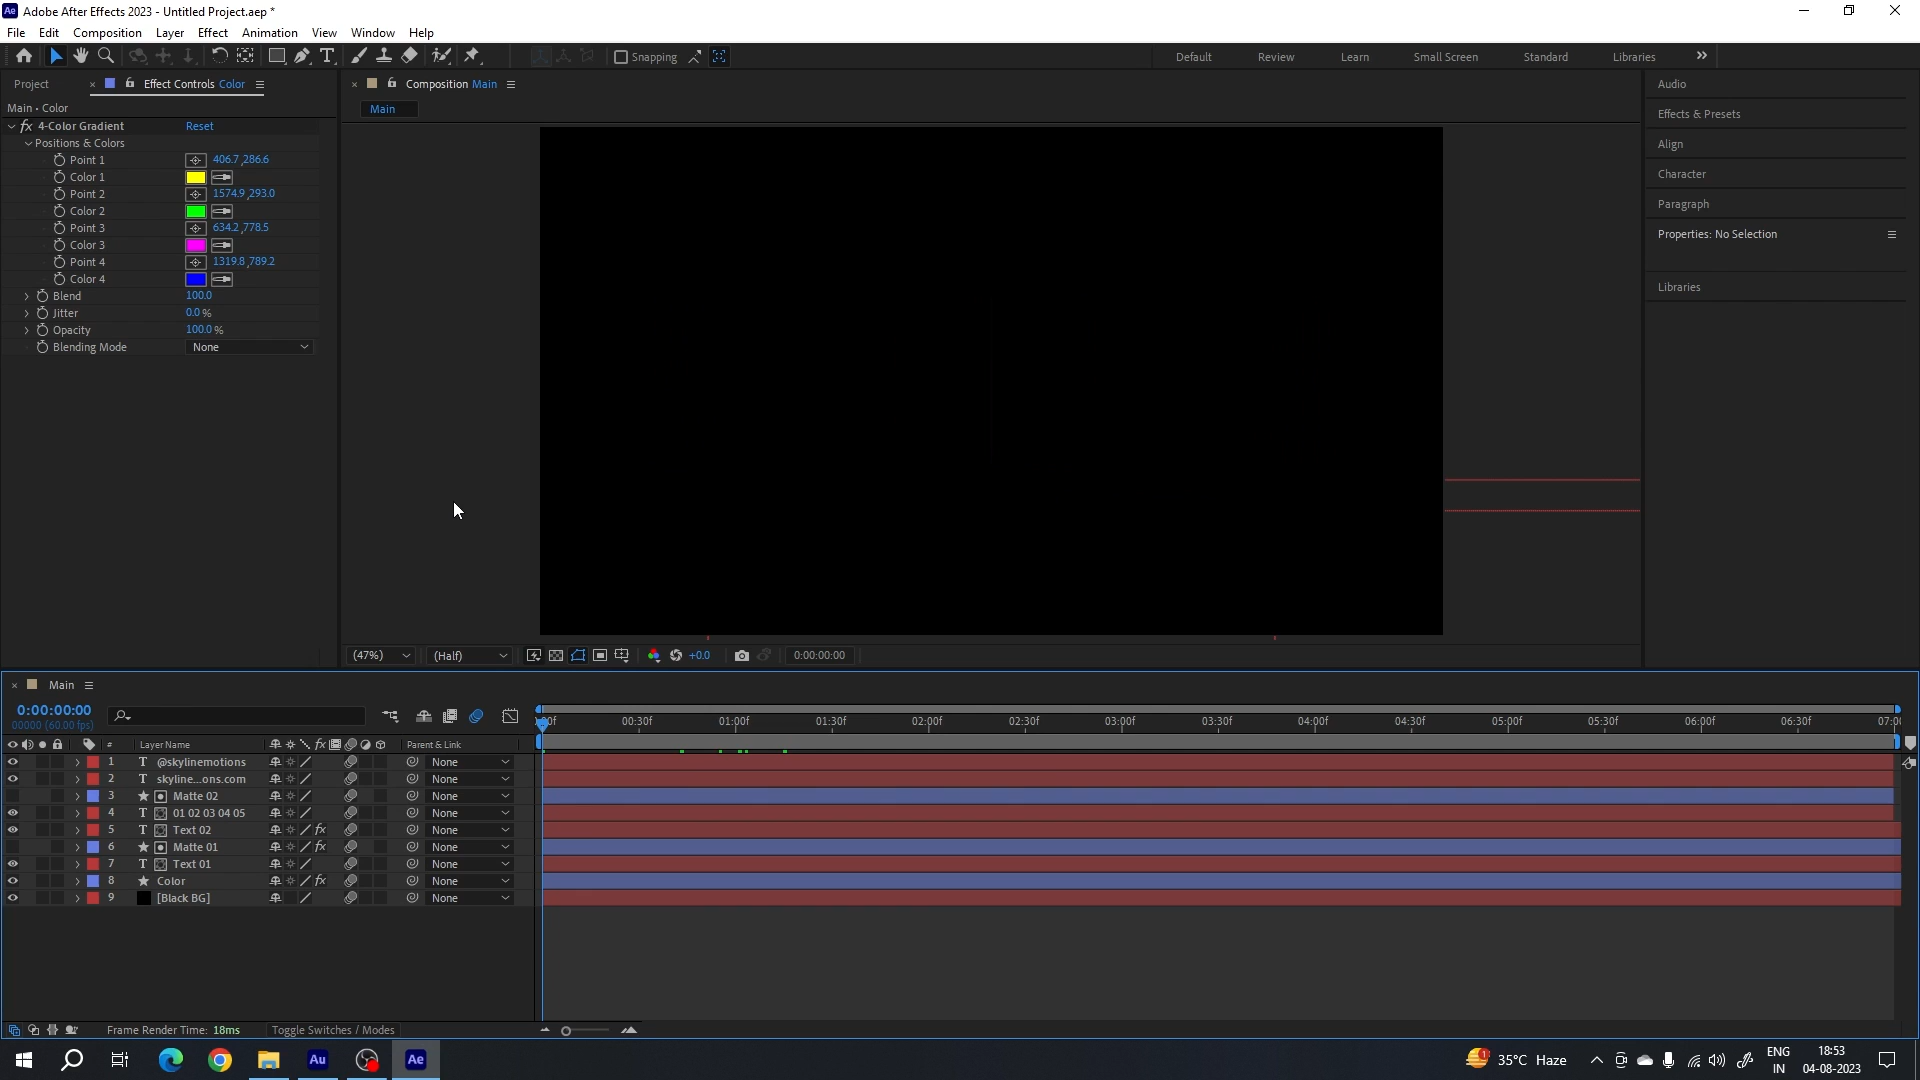 Ae Adobe After Effects 2023 - Untitled Project.aep *
File Edit Composition Layer Effect Animation View Window Help
Snapping Default Review Learn Small Screen Standard Libraries
Project × Effect Controls Color
Main • Color
fx 4-Color Gradient Reset
Positions & Colors
Point 1 406.7,286.6
Color 1
Point 2 1574.9,293.0
Color 2
Point 3 634.2,778.5
Color 3
Point 4 1319.8,789.2
Color 4
Blend 100.0
Jitter 0.0 %
Opacity 100.0 %
Blending Mode None
× Composition Main
Main
(47%) (Half) +0.0 0:00:00:00
Audio
Effects & Presets
Align
Character
Paragraph
Properties: No Selection
Libraries
× Main
0:00:00:00
00000 (60.00 fps)
00:30f 01:00f 01:30f 02:00f 02:30f 03:00f 03:30f 04:00f 04:30f 05:00f 05:30f 06:00f 06:30f
# Layer Name fx Parent & Link
1 T @skylinemotions None
2 T skyline...ons.com None
3 Matte 02 None
4 T 01 02 03 04 05 None
5 T Text 02 fx None
6 Matte 01 fx None
7 T Text 01 None
8 Color fx None
9 [Black BG] None
Frame Render Time: 18ms Toggle Switches / Modes
Au Ae 1 35°C Haze ENG IN 18:53 04-08-2023